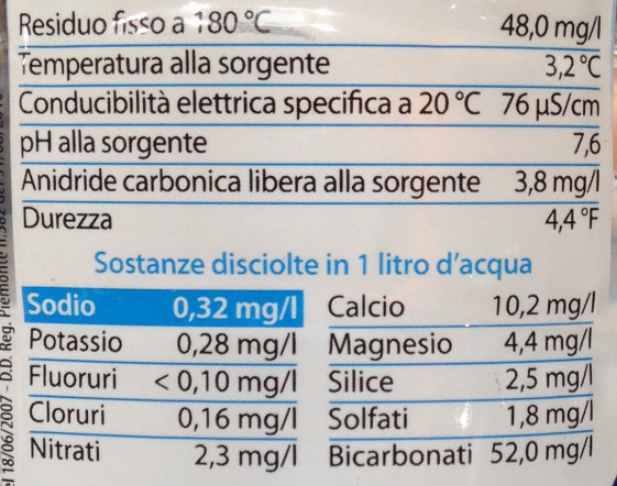 Residuo fisso a 180 °C 48,0 mg/l
Temperatura alla sorgente 3,2 °C
Conducibilità elettrica specifica a 20 °C 76 µS/cm
pH alla sorgente 7,6
Anidride carbonica libera alla sorgente 3,8 mg/l
Durezza 4,4 °F
Sostanze disciolte in 1 litro d'acqua
Sodio 0,32 mg/l Calcio 10,2 mg/l
Potassio 0,28 mg/l Magnesio 4,4 mg/l
Fluoruri < 0,10 mg/l Silice 2,5 mg/l
Cloruri 0,16 mg/l Solfati 1,8 mg/l
Nitrati 2,3 mg/l Bicarbonati 52,0 mg/l
18/06/2007 - D.D. Reg. Piemonte